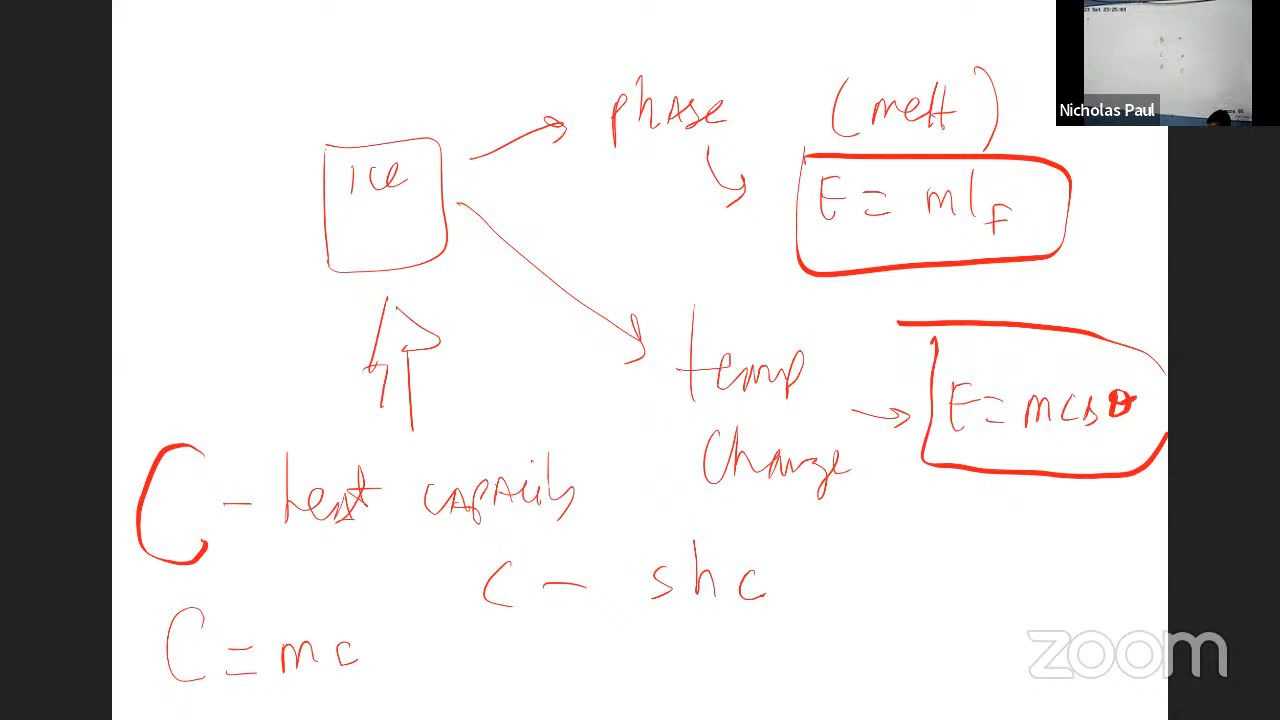 ice
phase (melt)
E = mlF
temp
change
E = mcΔθ
C - heat capacity
c - shc
C = mc
Nicholas Paul
zoom